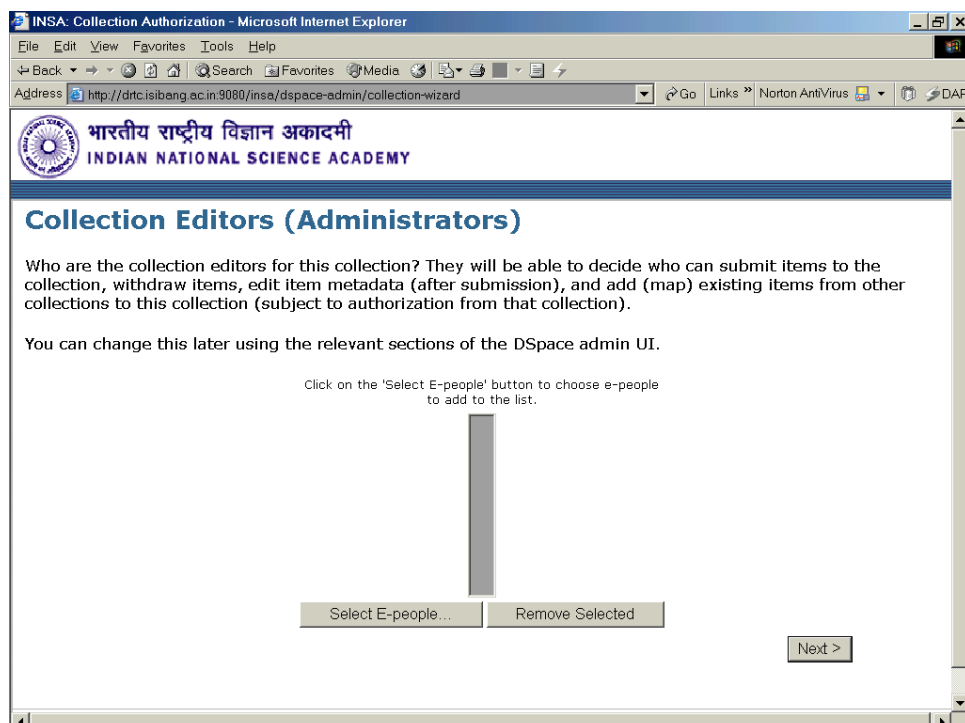 INSA: Collection Authorization - Microsoft Internet Explorer
File Edit View Favorites Tools Help
Back Search Favorites Media
Address http://drtc.isibang.ac.in:9080/insa/dspace-admin/collection-wizard Go Links » Norton AntiVirus DAP
भारतीय राष्ट्रीय विज्ञान अकादमी
INDIAN NATIONAL SCIENCE ACADEMY
Collection Editors (Administrators)
Who are the collection editors for this collection? They will be able to decide who can submit items to the
collection, withdraw items, edit item metadata (after submission), and add (map) existing items from other
collections to this collection (subject to authorization from that collection).
You can change this later using the relevant sections of the DSpace admin UI.
Click on the 'Select E-people' button to choose e-people
to add to the list.
Select E-people... Remove Selected
Next >